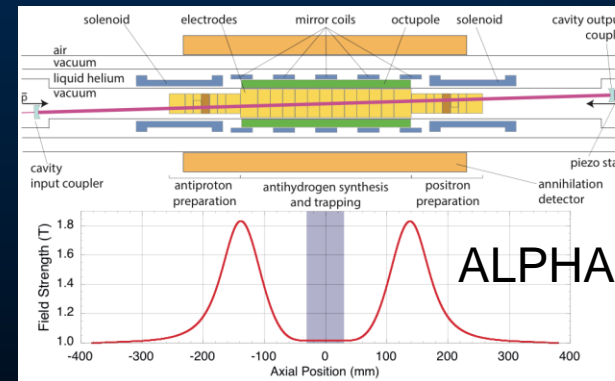 solenoid electrodes mirror coils octupole solenoid cavity outpu
coupl
air
vacuum
liquid helium
vacuum
p̄
cavity
input coupler
piezo sta
antiproton
preparation
antihydrogen synthesis
and trapping
positron
preparation
annihilation
detector
Field Strength (T)
1.8
1.6
1.4
1.2
1.0
ALPHA
-400 -300 -200 -100 0 100 200 300 400
Axial Position (mm)